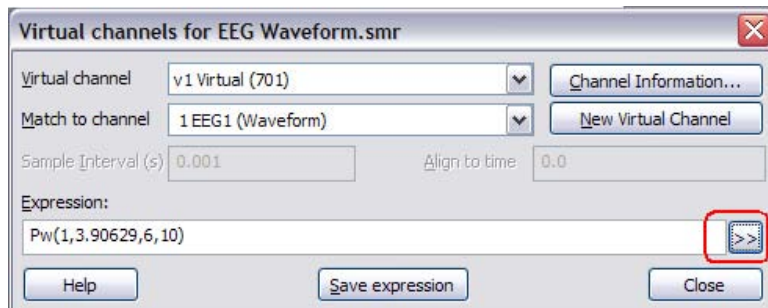 Virtual channels for EEG Waveform.smr
Virtual channel v1 Virtual (701) Channel Information...
Match to channel 1 EEG1 (Waveform) New Virtual Channel
Sample Interval (s) 0.001 Align to time 0.0
Expression:
Pw(1,3.90629,6,10) >>
Help Save expression Close